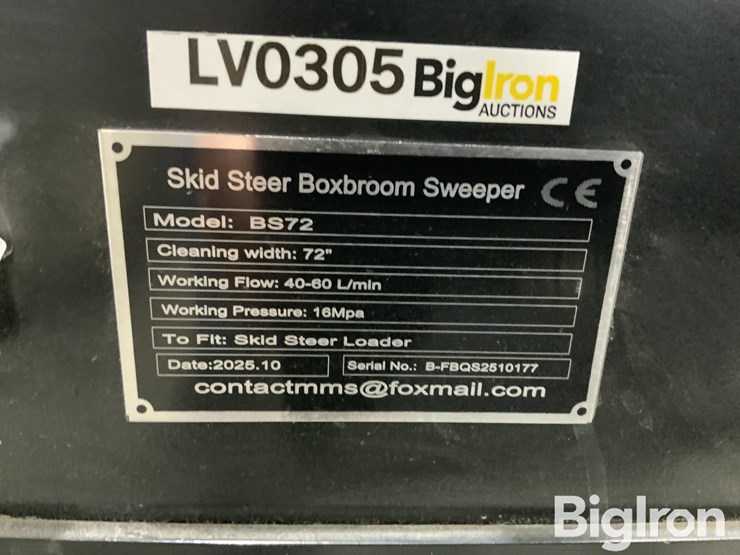 LV0305 BigIron
AUCTIONS
Skid Steer Boxbroom Sweeper CE
Model: BS72
Cleaning width: 72"
Working Flow: 40-60 L/min
Working Pressure: 16Mpa
To Fit: Skid Steer Loader
Date:2025.10 Serial No.: B-FBQS2510177
contactmms@foxmail.com
BigIron